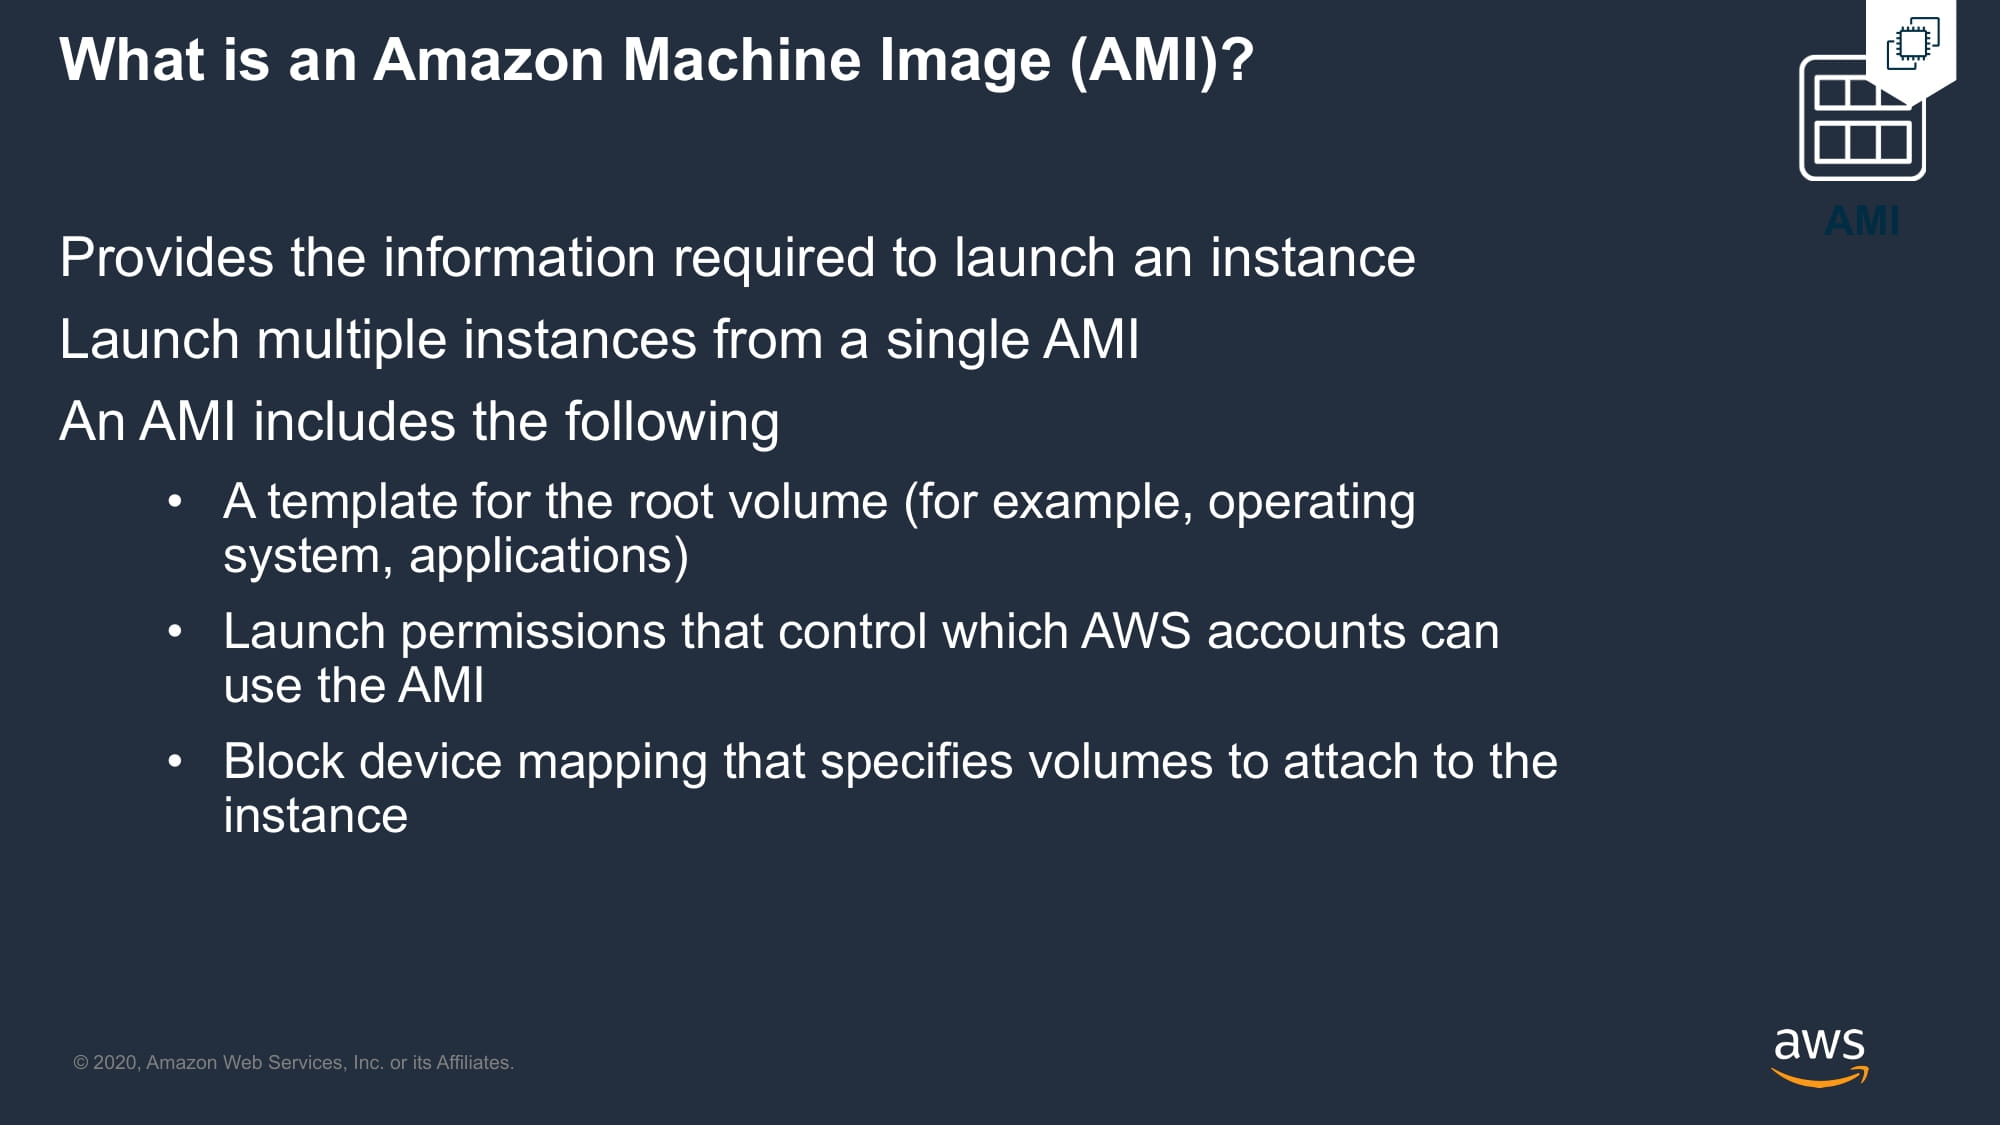 What is an Amazon Machine Image (AMI)?
AMI
Provides the information required to launch an instance
Launch multiple instances from a single AMI
An AMI includes the following
• A template for the root volume (for example, operating
system, applications)
• Launch permissions that control which AWS accounts can
use the AMI
• Block device mapping that specifies volumes to attach to the
instance
© 2020, Amazon Web Services, Inc. or its Affiliates.
aws